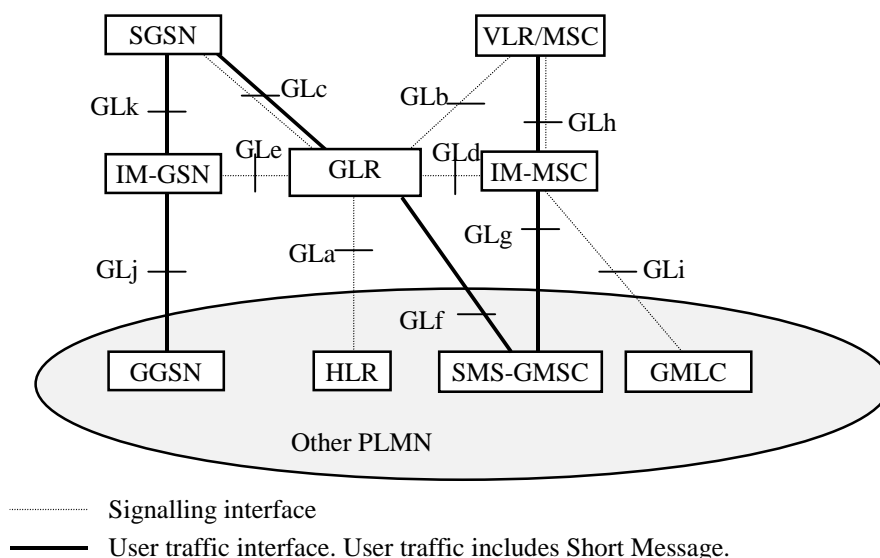 SGSN
VLR/MSC
GLk
GLc
GLb
GLh
GLe
GLd
IM-GSN
GLR
IM-MSC
GLj
GLa
GLg
GLi
GLf
GGSN
HLR
SMS-GMSC
GMLC
Other PLMN
Signalling interface
User traffic interface. User traffic includes Short Message.